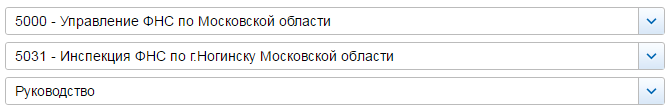 5000 - Управление ФНС по Московской области
5031 - Инспекция ФНС по г.Ногинску Московской области
Руководство